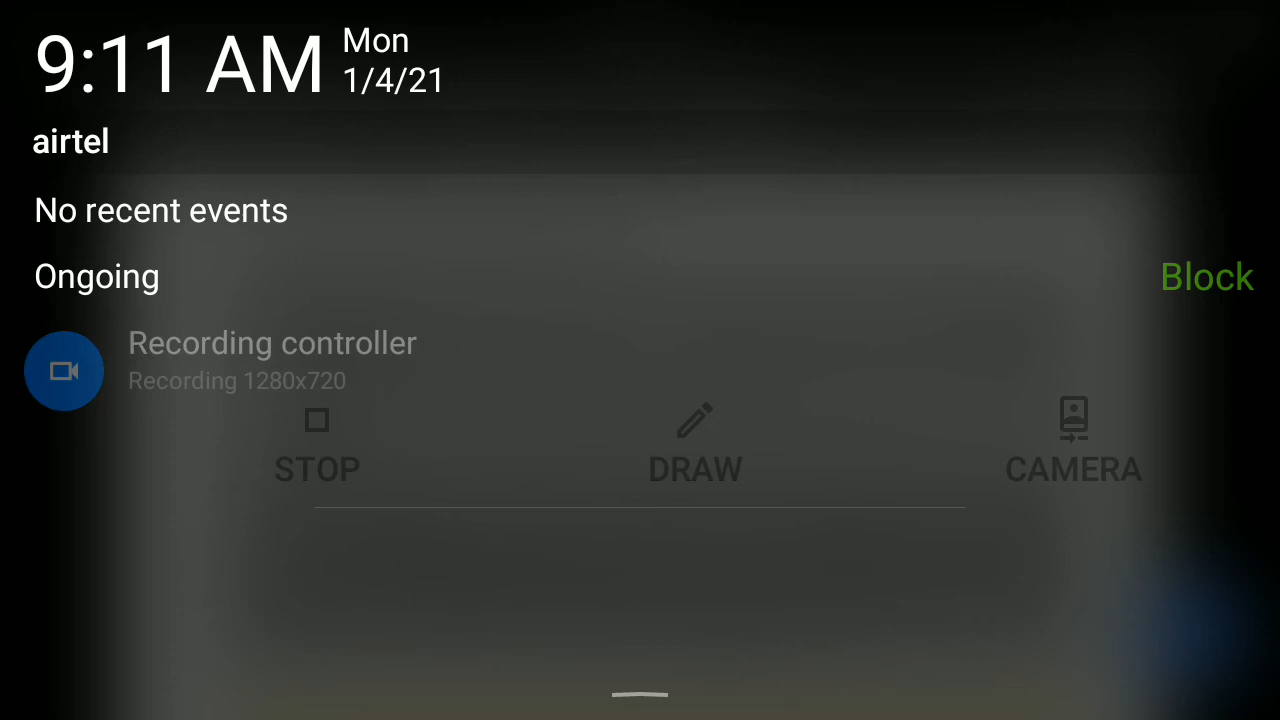 9:11 AM
Mon
1/4/21
airtel
No recent events
Ongoing
Block
Recording controller
Recording 1280x720
STOP
DRAW
CAMERA